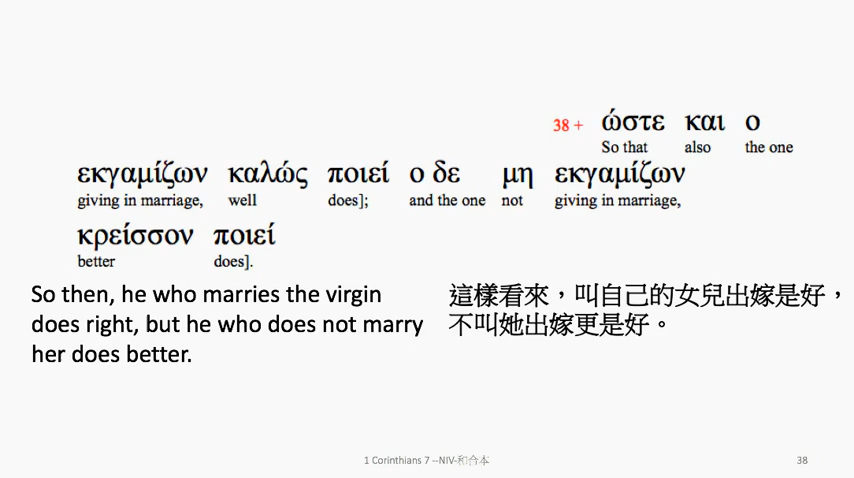 38 + ώστε και ο
So that also the one
εκγαμίζων καλώς ποιεί ο δε μη εκγαμίζων
giving in marriage, well does]; and the one not giving in marriage,
κρείσσον ποιεί
better does].
So then, he who marries the virgin
does right, but he who does not marry
her does better.
這樣看來，叫自己的女兒出嫁是好，
不叫她出嫁更是好。
1 Corinthians 7 --NIV-和合本
38